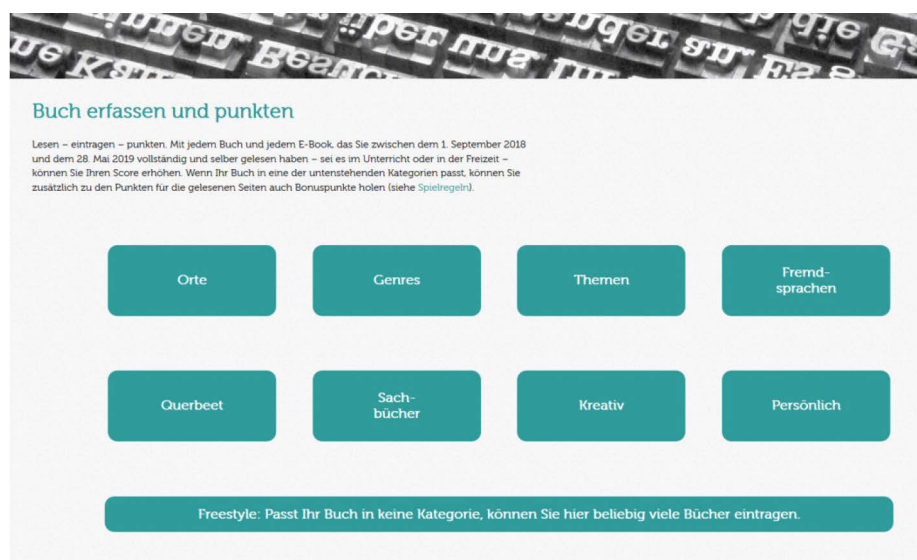 Buch erfassen und punkten
Lesen – eintragen – punkten. Mit jedem Buch und jedem E-Book, das Sie zwischen dem 1. September 2018
und dem 28. Mai 2019 vollständig und selber gelesen haben – sei es im Unterricht oder in der Freizeit –
können Sie Ihren Score erhöhen. Wenn Ihr Buch in eine der untenstehenden Kategorien passt, können Sie
zusätzlich zu den Punkten für die gelesenen Seiten auch Bonuspunkte holen (siehe Spielregeln).
Orte
Genres
Themen
Fremd-
sprachen
Querbeet
Sach-
bücher
Kreativ
Persönlich
Freestyle: Passt Ihr Buch in keine Kategorie, können Sie hier beliebig viele Bücher eintragen.